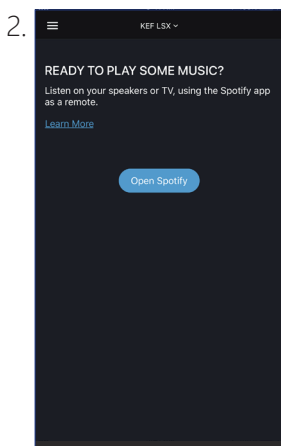 2.
KEF LSX
READY TO PLAY SOME MUSIC?
Listen on your speakers or TV, using the Spotify app
as a remote.
Learn More
Open Spotify